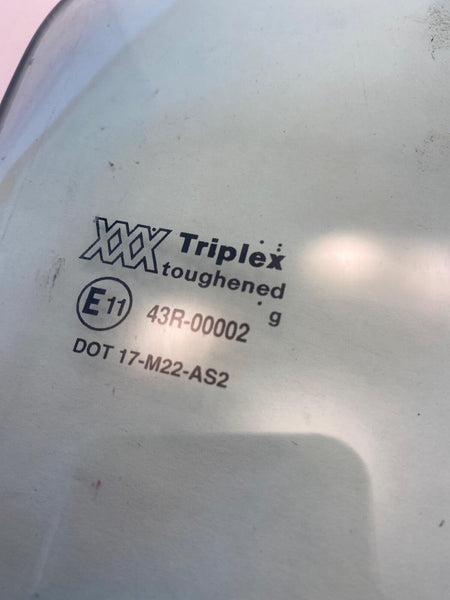 XXX Triplex
toughened
g
E11 43R-00002
DOT 17-M22-AS2